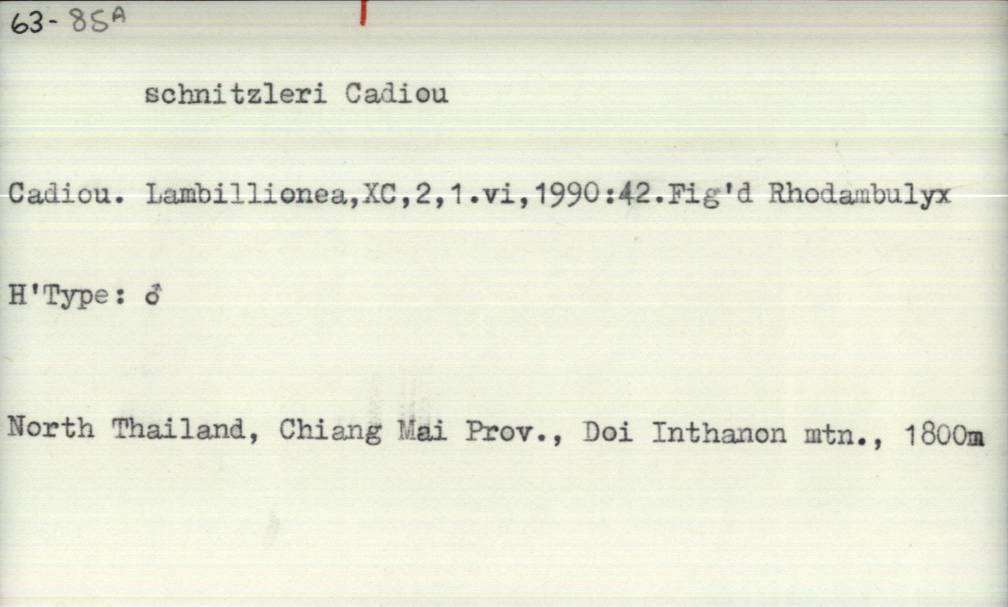 63-85A
schnitzleri Cadiou
Cadiou. Lambillionea,XC,2,1.vi,1990:42.Fig'd Rhodambulyx
H'Type: ♂
North Thailand, Chiang Mai Prov., Doi Inthanon mtn., 1800m